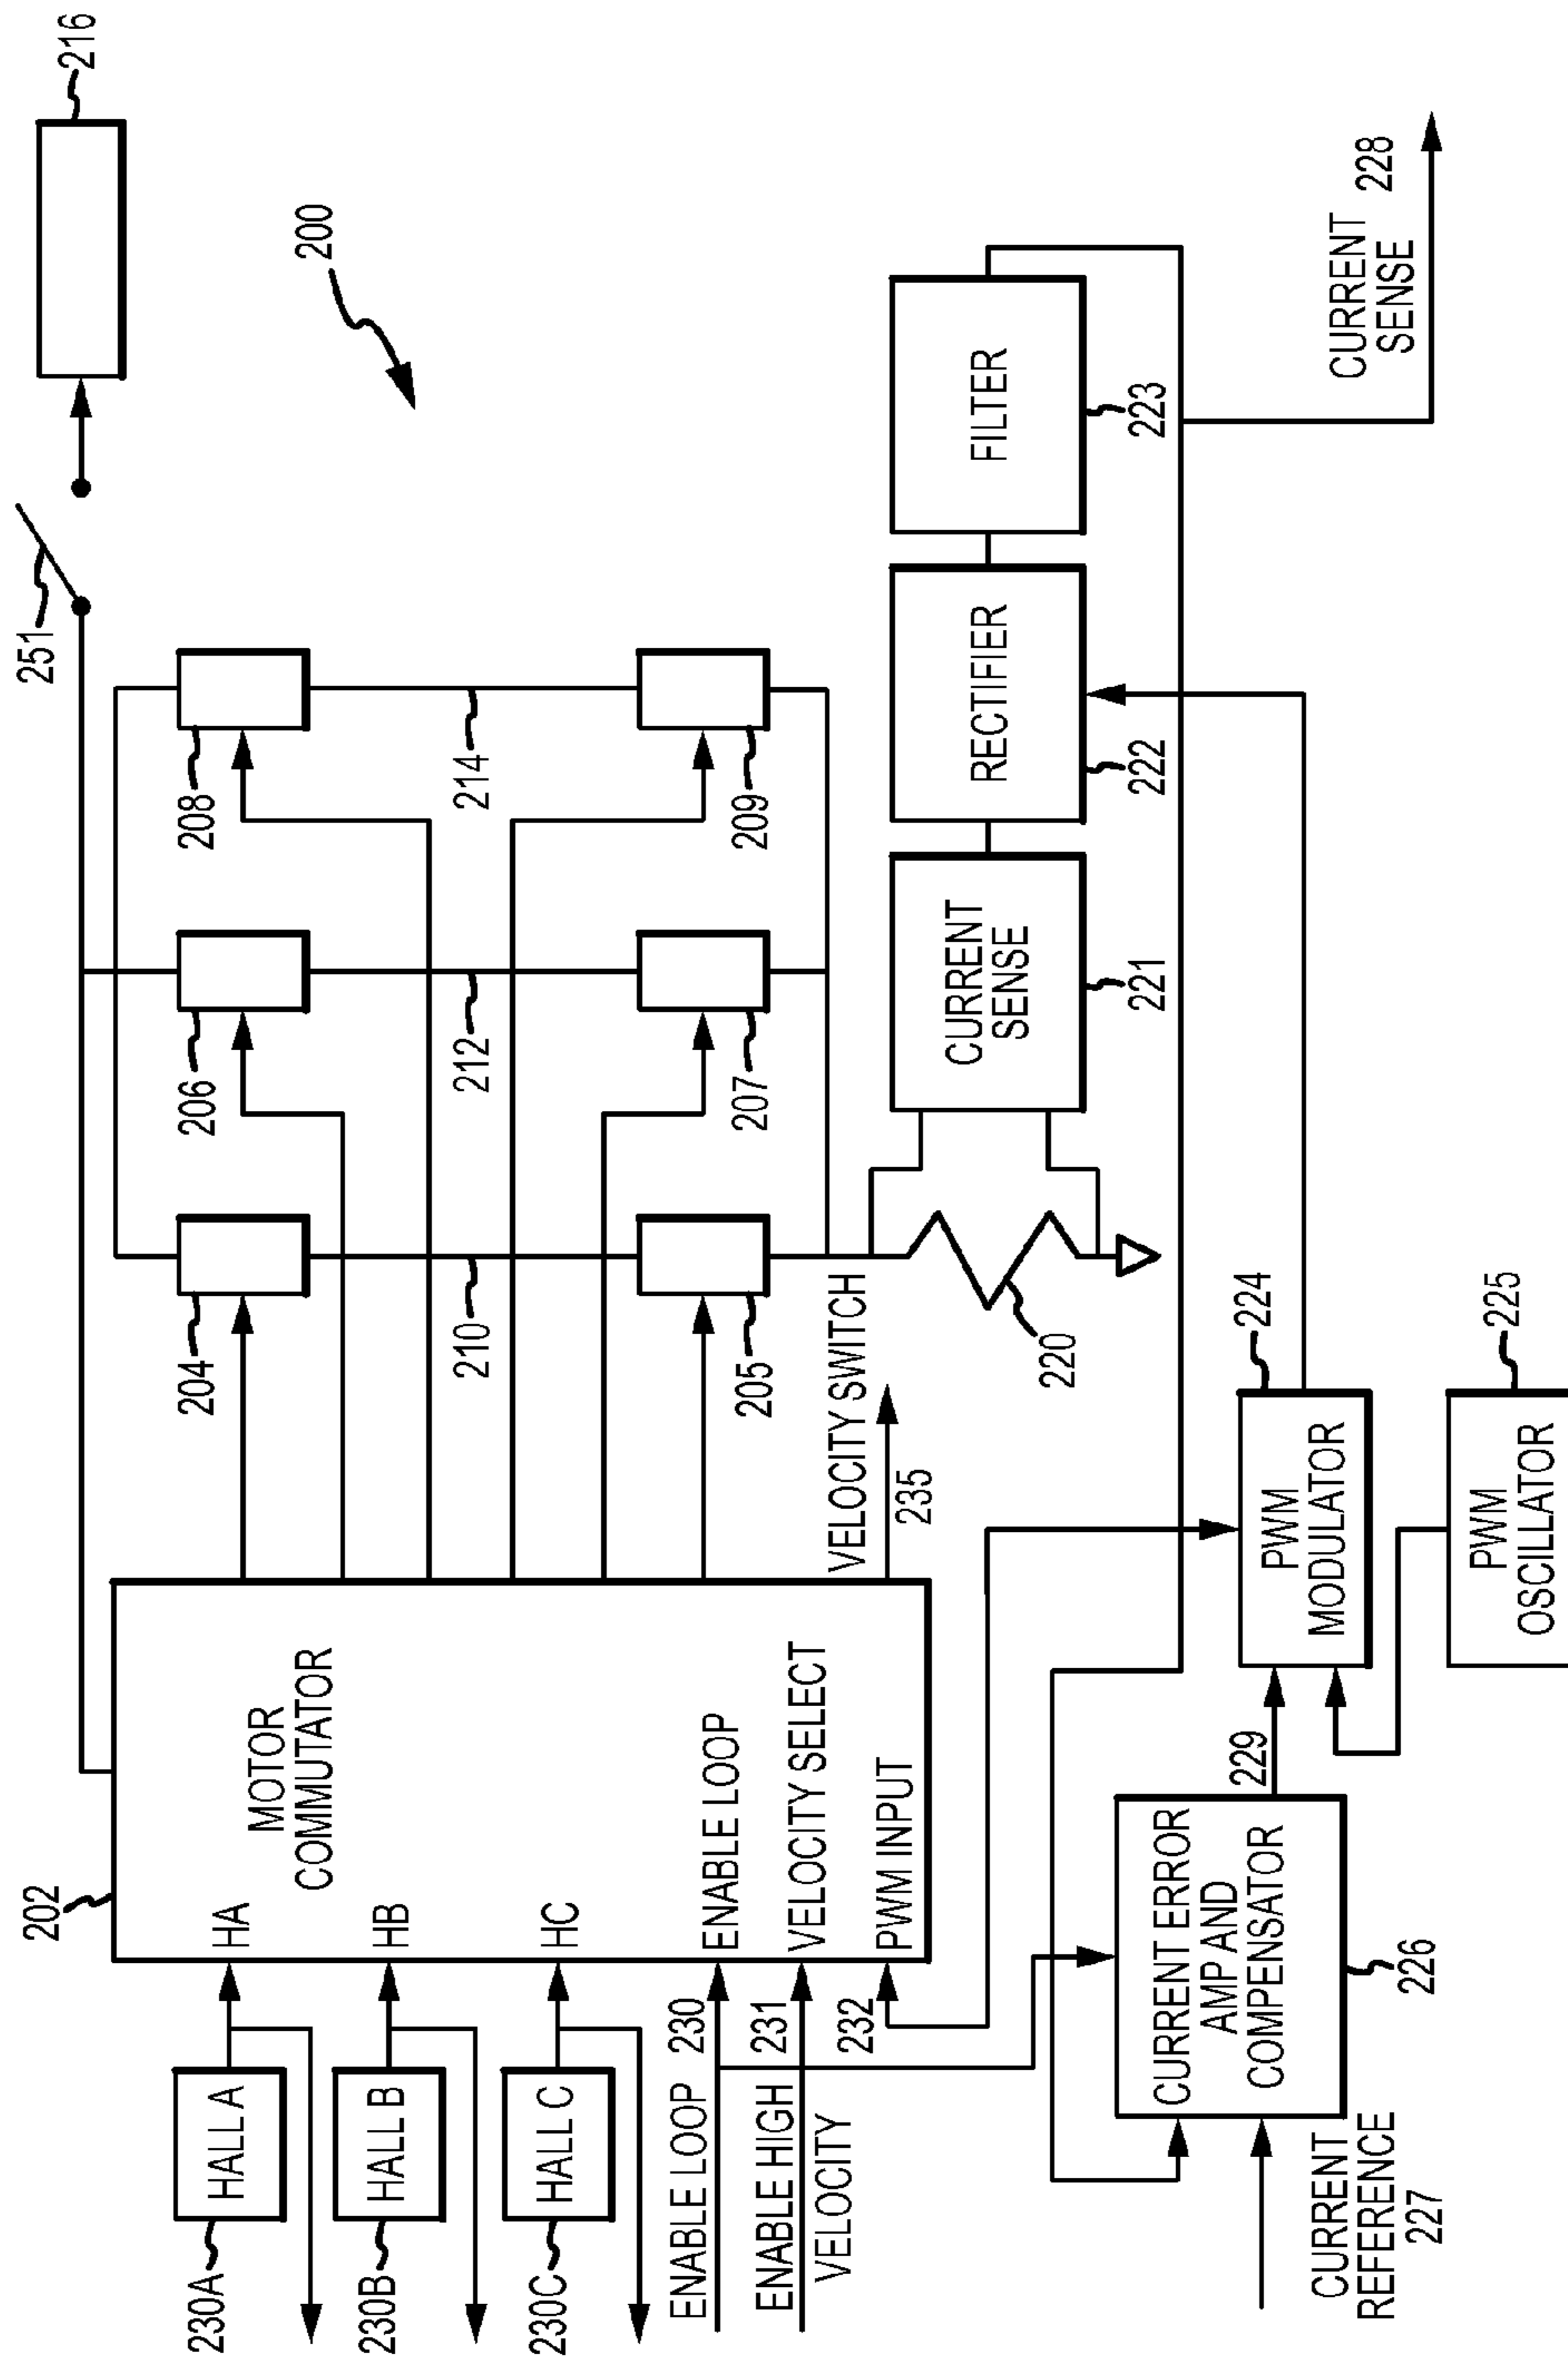 216
251
200
202
MOTOR
COMMUTATOR
HA
HB
HC
ENABLE LOOP
VELOCITY SELECT
PWM INPUT
HALL A
HALL B
HALL C
230A
230B
230C
ENABLE LOOP
230
ENABLE HIGH
VELOCITY
231
232
204
206
208
210
212
214
205
207
209
VELOCITY SWITCH
235
220
CURRENT
SENSE
221
RECTIFIER
222
FILTER
223
CURRENT
SENSE
228
PWM
MODULATOR
224
PWM
OSCILLATOR
225
229
CURRENT ERROR
AMP AND
COMPENSATOR
226
CURRENT
REFERENCE
227